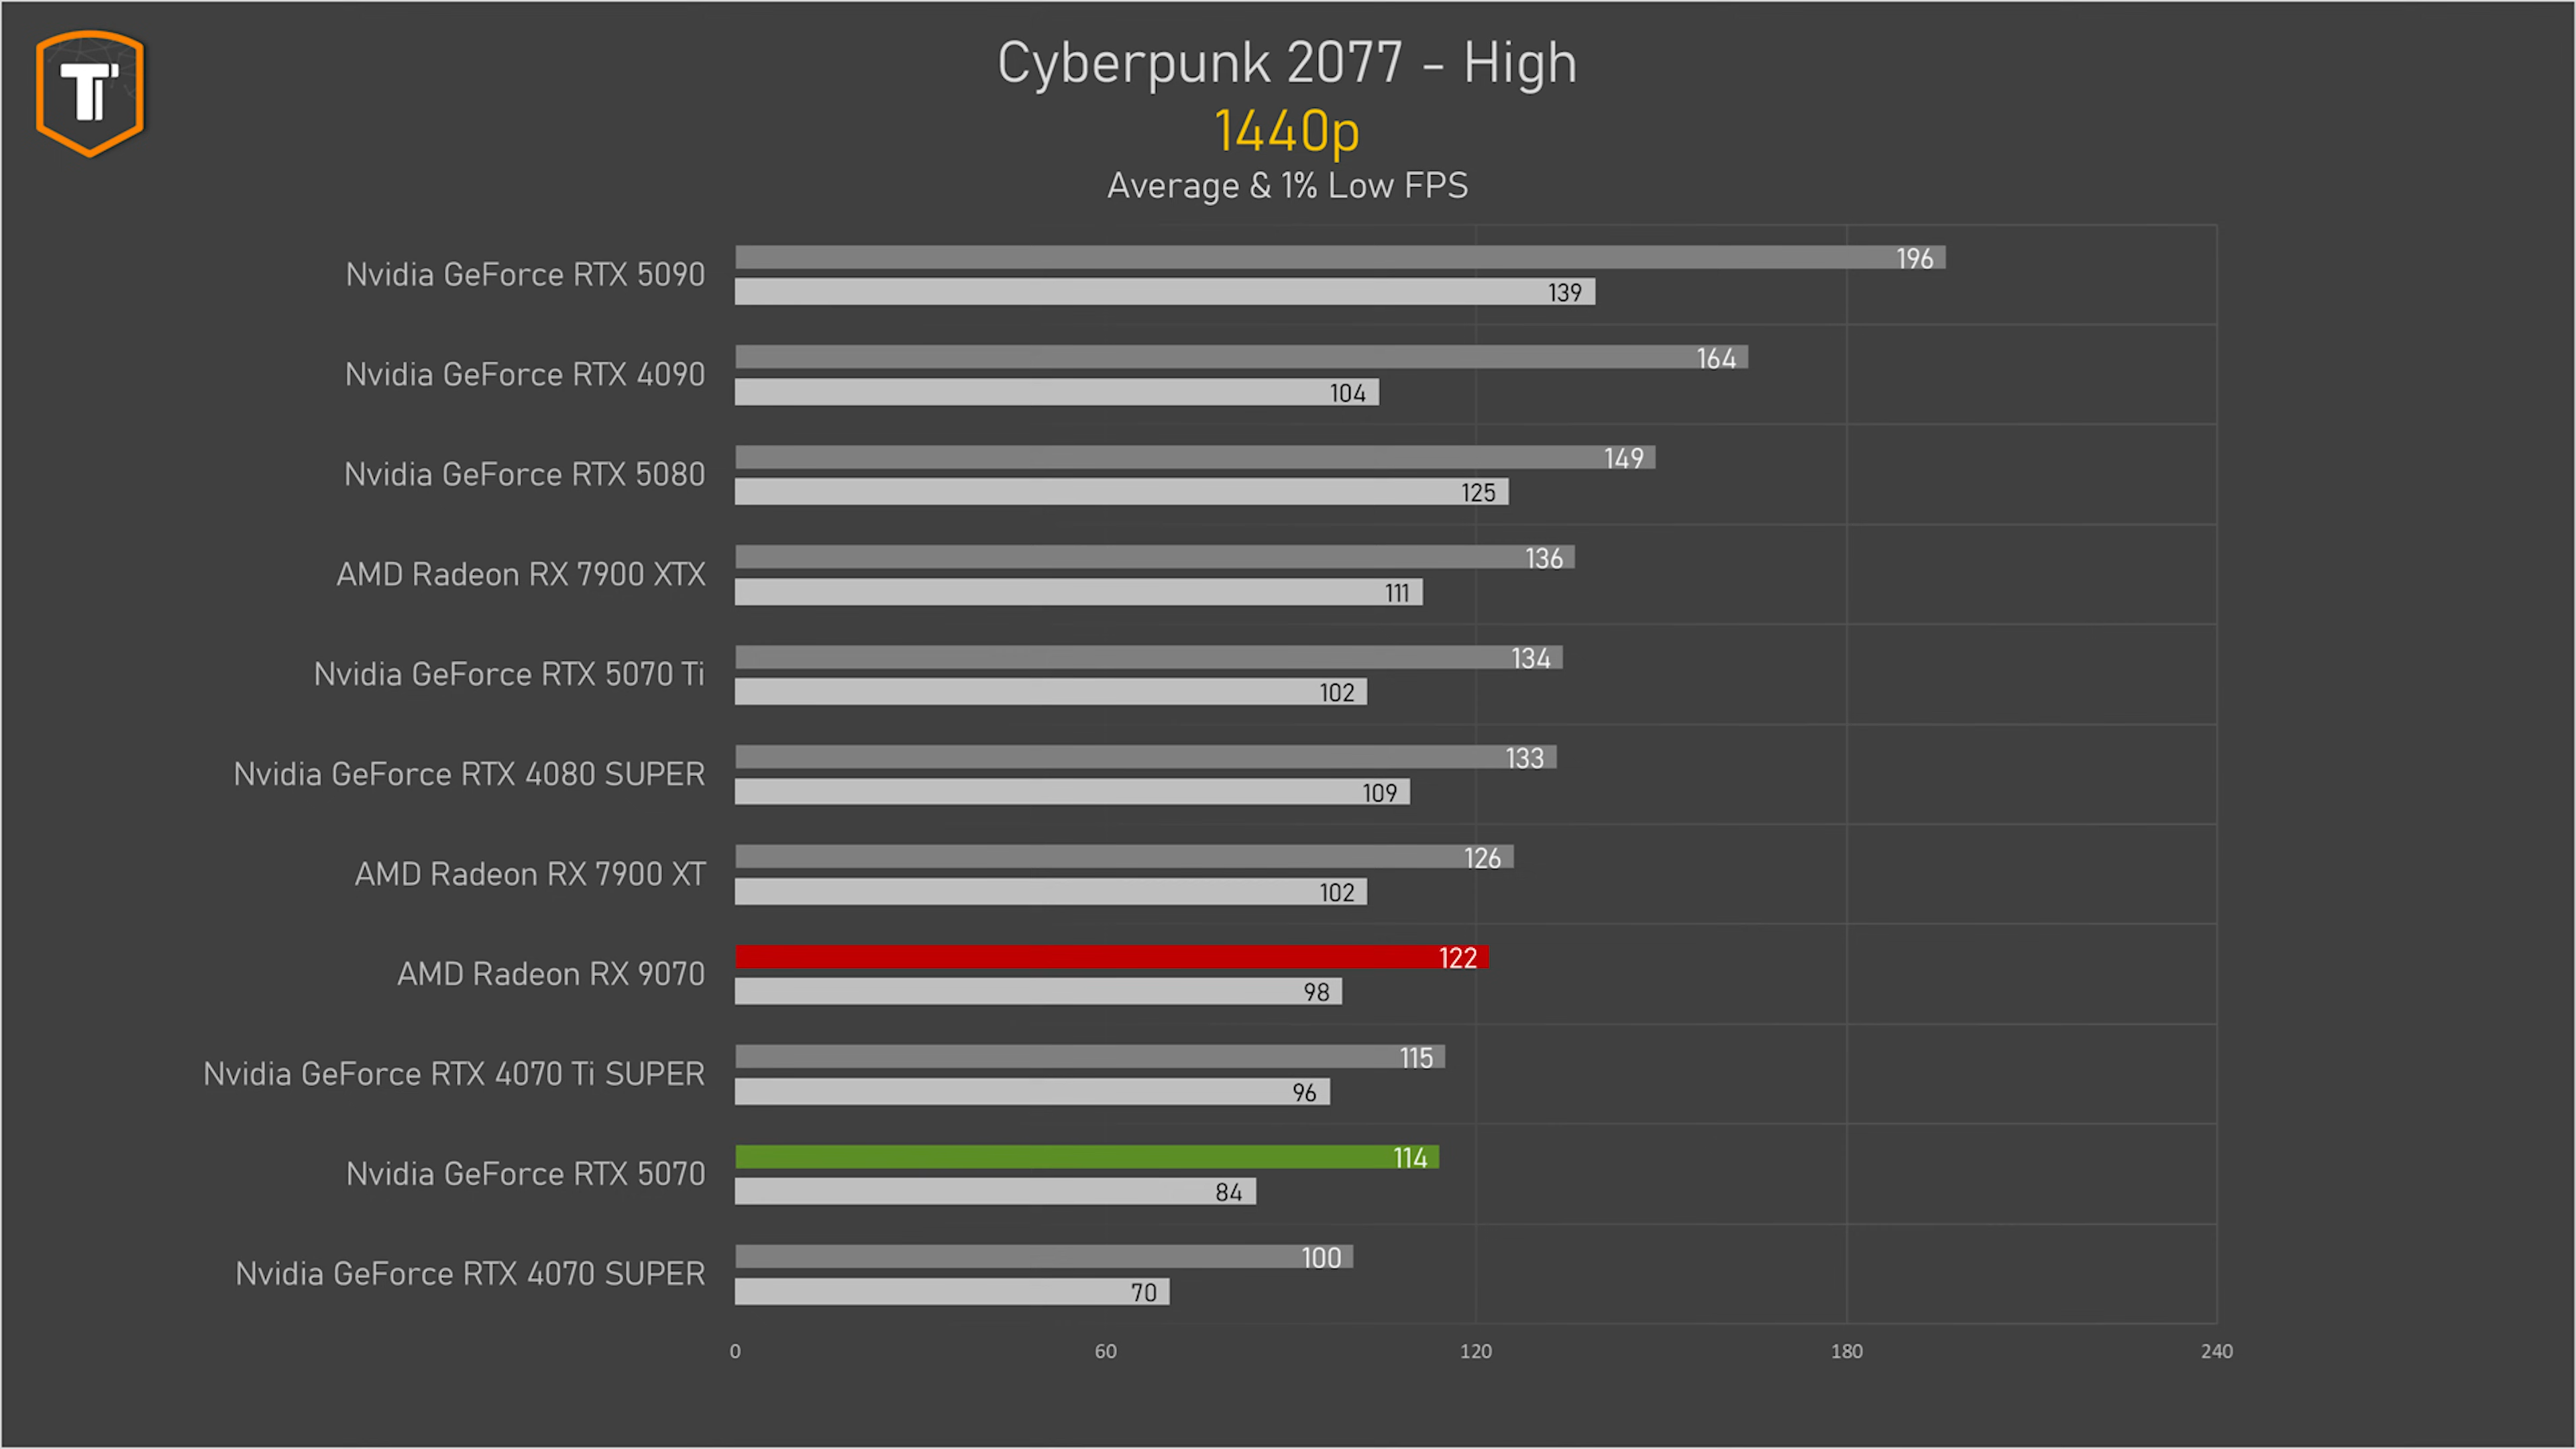 Ti
Cyberpunk 2077 - High
1440p
Average & 1% Low FPS
Nvidia GeForce RTX 5090
196
139
Nvidia GeForce RTX 4090
164
104
Nvidia GeForce RTX 5080
149
125
AMD Radeon RX 7900 XTX
136
111
Nvidia GeForce RTX 5070 Ti
134
102
Nvidia GeForce RTX 4080 SUPER
133
109
AMD Radeon RX 7900 XT
126
102
AMD Radeon RX 9070
122
98
Nvidia GeForce RTX 4070 Ti SUPER
115
96
Nvidia GeForce RTX 5070
114
84
Nvidia GeForce RTX 4070 SUPER
100
70
0 60 120 180 240